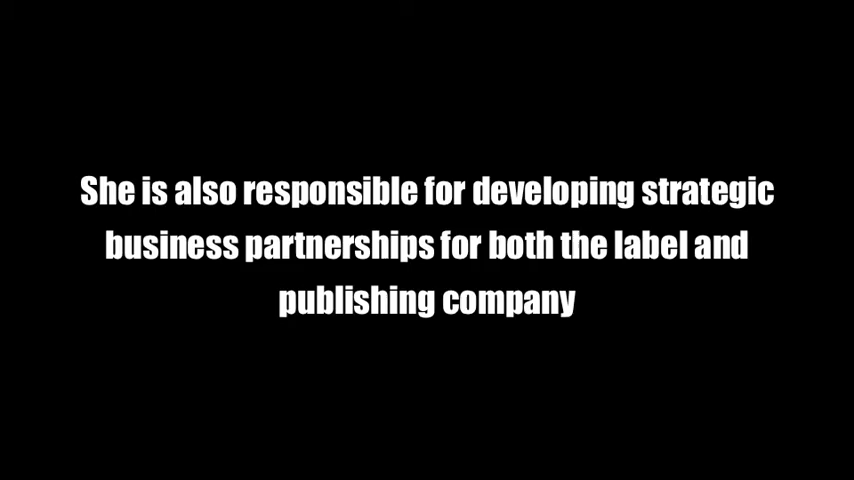 She is also responsible for developing strategic
business partnerships for both the label and
publishing company